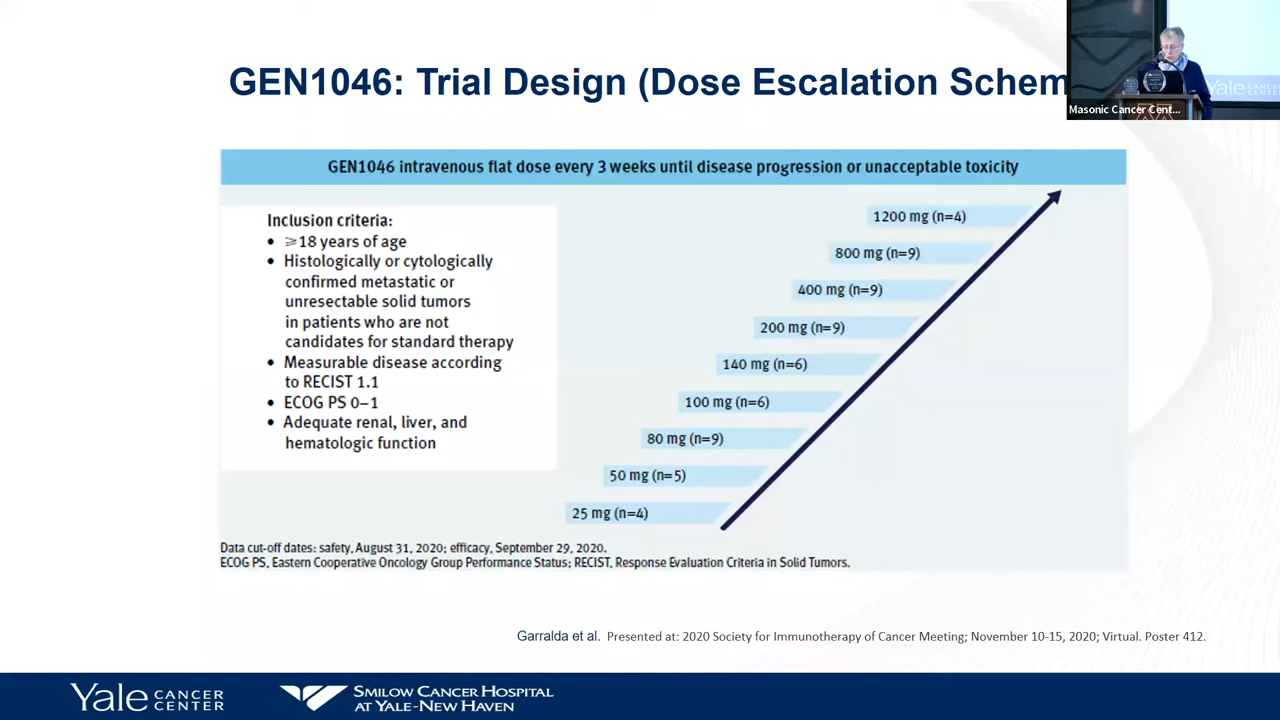 GEN1046: Trial Design (Dose Escalation Schem
Masonic Cancer Cent...
Yale
CENTER
GEN1046 intravenous flat dose every 3 weeks until disease progression or unacceptable toxicity
Inclusion criteria:
• ⩾18 years of age
• Histologically or cytologically
confirmed metastatic or
unresectable solid tumors
in patients who are not
candidates for standard therapy
• Measurable disease according
to RECIST 1.1
• ECOG PS 0–1
• Adequate renal, liver, and
hematologic function
1200 mg (n=4)
800 mg (n=9)
400 mg (n=9)
200 mg (n=9)
140 mg (n=6)
100 mg (n=6)
80 mg (n=9)
50 mg (n=5)
25 mg (n=4)
Data cut-off dates: safety, August 31, 2020; efficacy, September 29, 2020.
ECOG PS, Eastern Cooperative Oncology Group Performance Status; RECIST, Response Evaluation Criteria in Solid Tumors.
Garralda et al. Presented at: 2020 Society for Immunotherapy of Cancer Meeting; November 10-15, 2020; Virtual. Poster 412.
Yale CANCER
CENTER
SMILOW CANCER HOSPITAL
AT YALE-NEW HAVEN